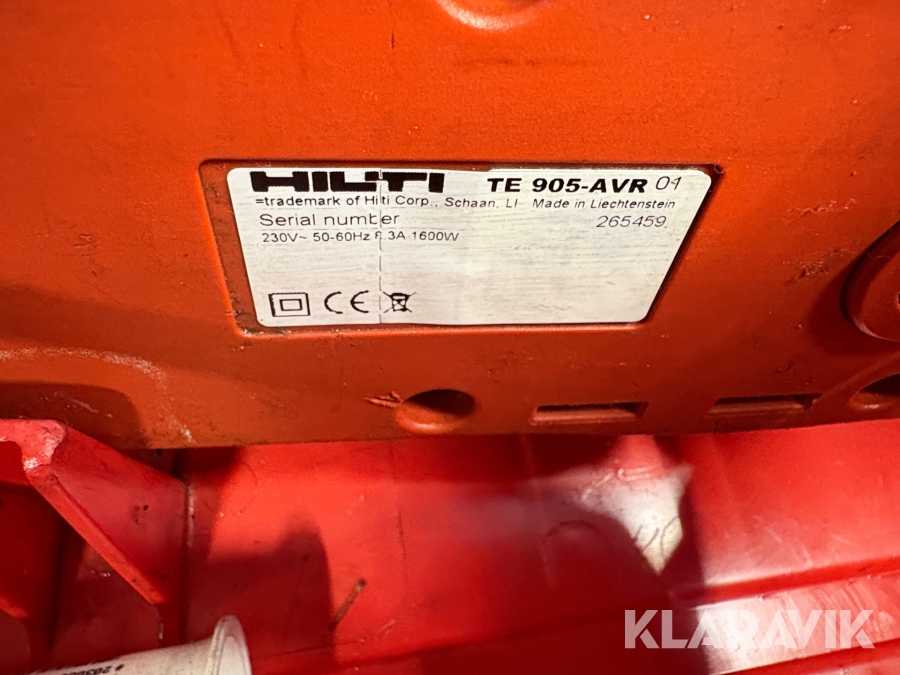 HILTI TE 905-AVR 04
=trademark of Hilti Corp., Schaan, LI Made in Liechtenstein
Serial number 265459
230V~ 50-60Hz 8.3A 1600W
CE
KLARAVIK